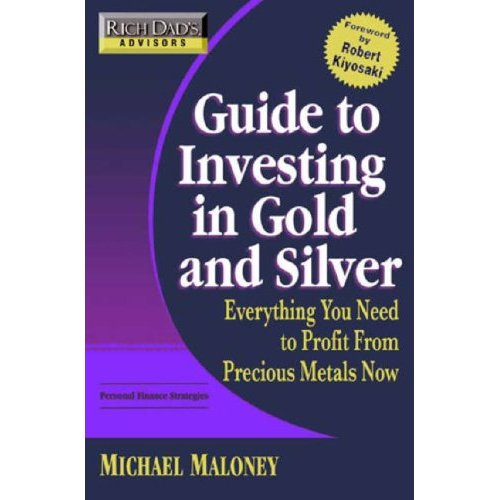 RICH DAD'S
ADVISORS
Foreword
by
Robert
Kiyosaki
Guide to
Investing
in Gold
and Silver
Everything You Need
to Profit From
Precious Metals Now
Personal Finance Strategies
MICHAEL MALONEY